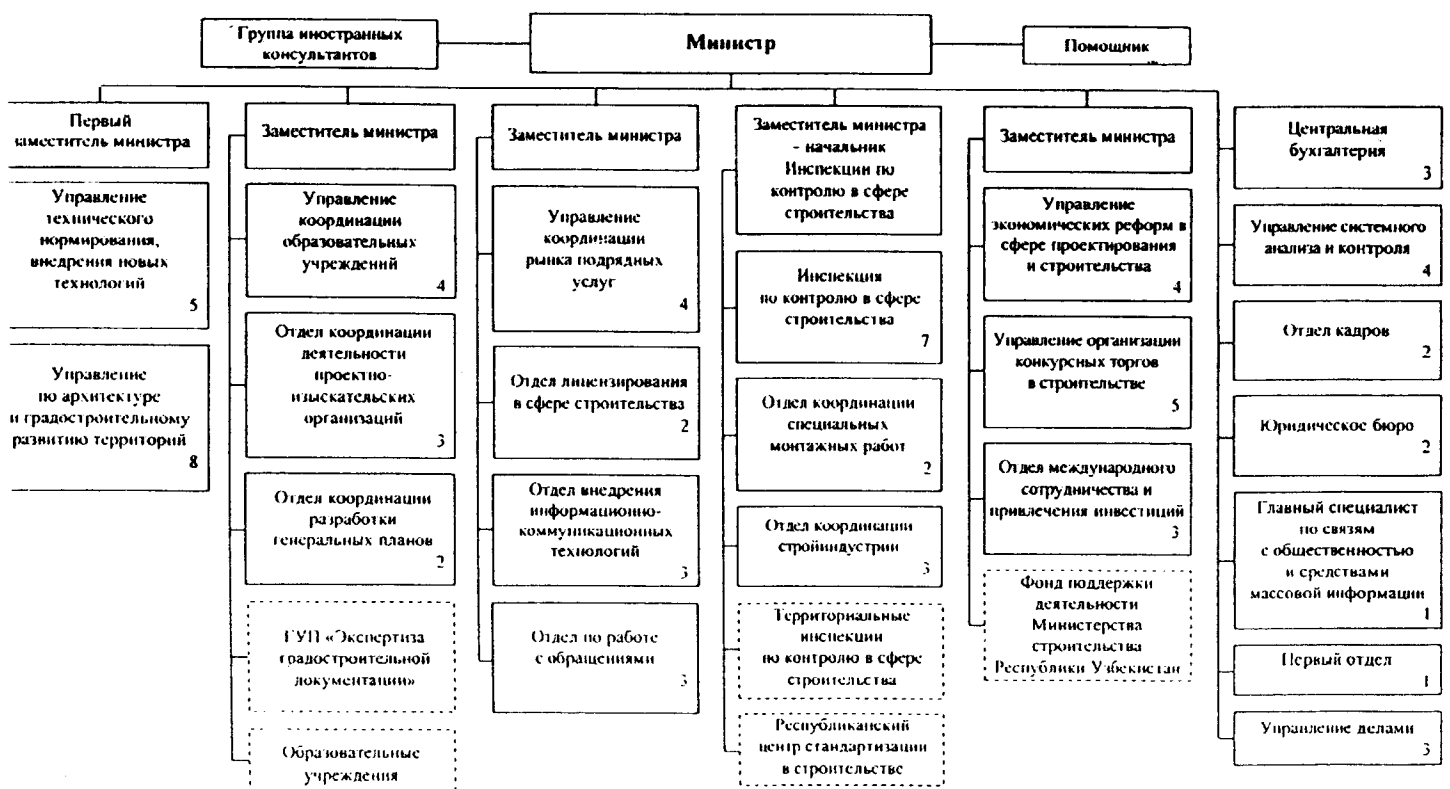 Группа иностранных
консультантов
Министр
Помощник
Первый
заместитель министра
Управление
технического
нормирования,
внедрения новых
технологий
5
Управление
по архитектуре
и градостроительному
развитию территорий
8
Заместитель министра
Управление
координации
образовательных
учреждений
4
Отдел координации
деятельности
проектно-
изыскательских
организаций
3
Отдел координации
разработки
генеральных планов
2
ГУП «Экспертиза
градостроительной
документации»
Образовательные
учреждения
Заместитель министра
Управление
координации
рынка подрядных
услуг
4
Отдел лицензирования
в сфере строительства
2
Отдел внедрения
информационно-
коммуникационных
технологий
3
Отдел по работе
с обращениями
3
Заместитель министра
- начальник
Инспекции по
контролю в сфере
строительства
Инспекция
по контролю в сфере
строительства
7
Отдел координации
специальных
монтажных работ
2
Отдел координации
стройиндустрии
3
Территориальные
инспекции
по контролю в сфере
строительства
Республиканский
центр стандартизации
в строительстве
Заместитель министра
Управление
экономических реформ в
сфере проектирования
и строительства
4
Управление организации
конкурсных торгов
в строительстве
5
Отдел международного
сотрудничества и
привлечения инвестиций
3
Фонд поддержки
деятельности
Министерства
строительства
Республики Узбекистан
Центральная
бухгалтерия
3
Управление системного
анализа и контроля
4
Отдел кадров
2
Юридическое бюро
2
Главный специалист
по связям
с общественностью
и средствами
массовой информации
1
Первый отдел
1
Управление делами
3